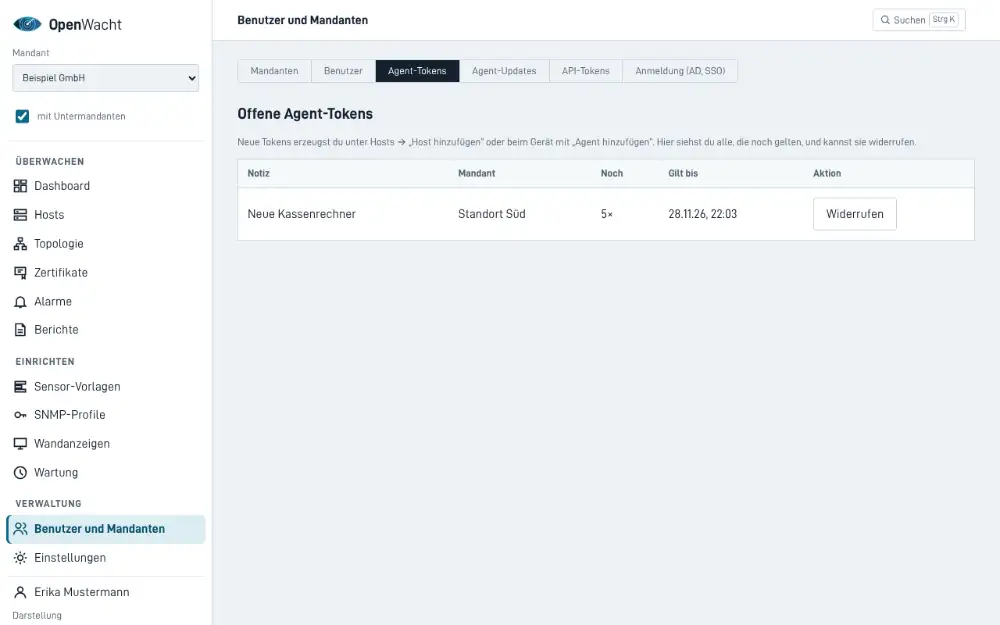 OpenWacht
Mandant
Beispiel GmbH
mit Untermandanten
ÜBERWACHEN
Dashboard
Hosts
Topologie
Zertifikate
Alarme
Berichte
EINRICHTEN
Sensor-Vorlagen
SNMP-Profile
Wandanzeigen
Wartung
VERWALTUNG
Benutzer und Mandanten
Einstellungen
Erika Mustermann
Darstellung
Benutzer und Mandanten
Suchen Strg K
Mandanten Benutzer Agent-Tokens Agent-Updates API-Tokens Anmeldung (AD, SSO)
Offene Agent-Tokens
Neue Tokens erzeugst du unter Hosts → „Host hinzufügen" oder beim Gerät mit „Agent hinzufügen". Hier siehst du alle, die noch gelten, und kannst sie widerrufen.
Notiz Mandant Noch Gilt bis Aktion
Neue Kassenrechner Standort Süd 5× 28.11.26, 22:03 Widerrufen